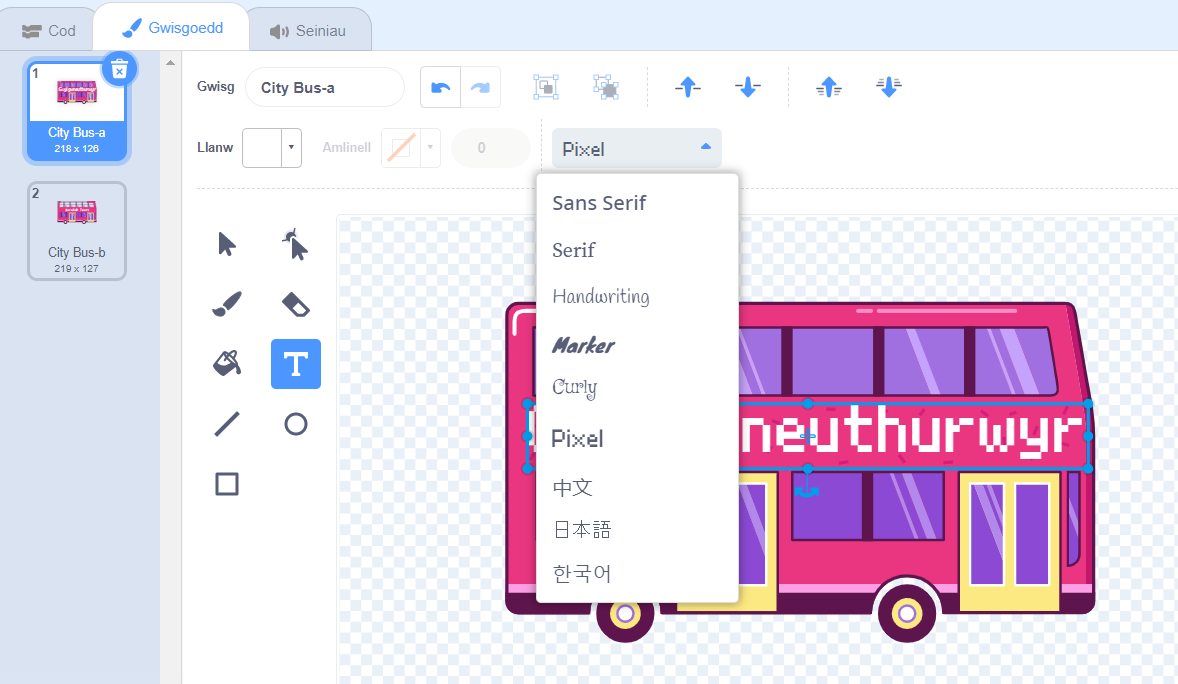 Cod
Gwisgoedd
Seiniau
1
City Bus-a
218 x 126
2
City Bus-b
219 x 127
Gwisg
City Bus-a
Llanw
Amlinell
0
Pixel
Sans Serif
Serif
Handwriting
Marker
Curly
Pixel
中文
日本語
한국어
neuthurwyr